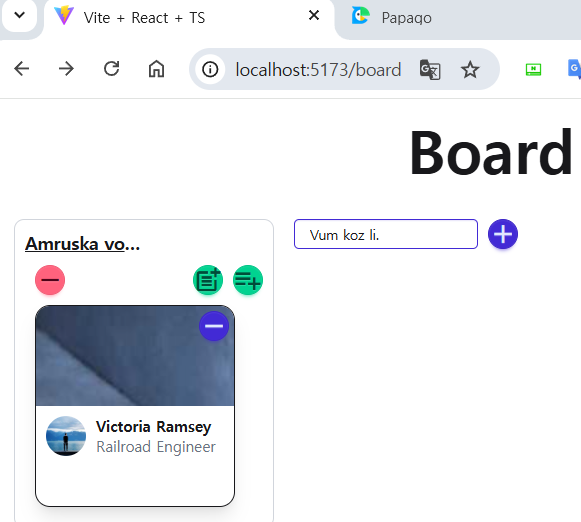 Vite + React + TS
Papago
localhost:5173/board
Board
Amruska vo...
Vum koz li.
Victoria Ramsey
Railroad Engineer